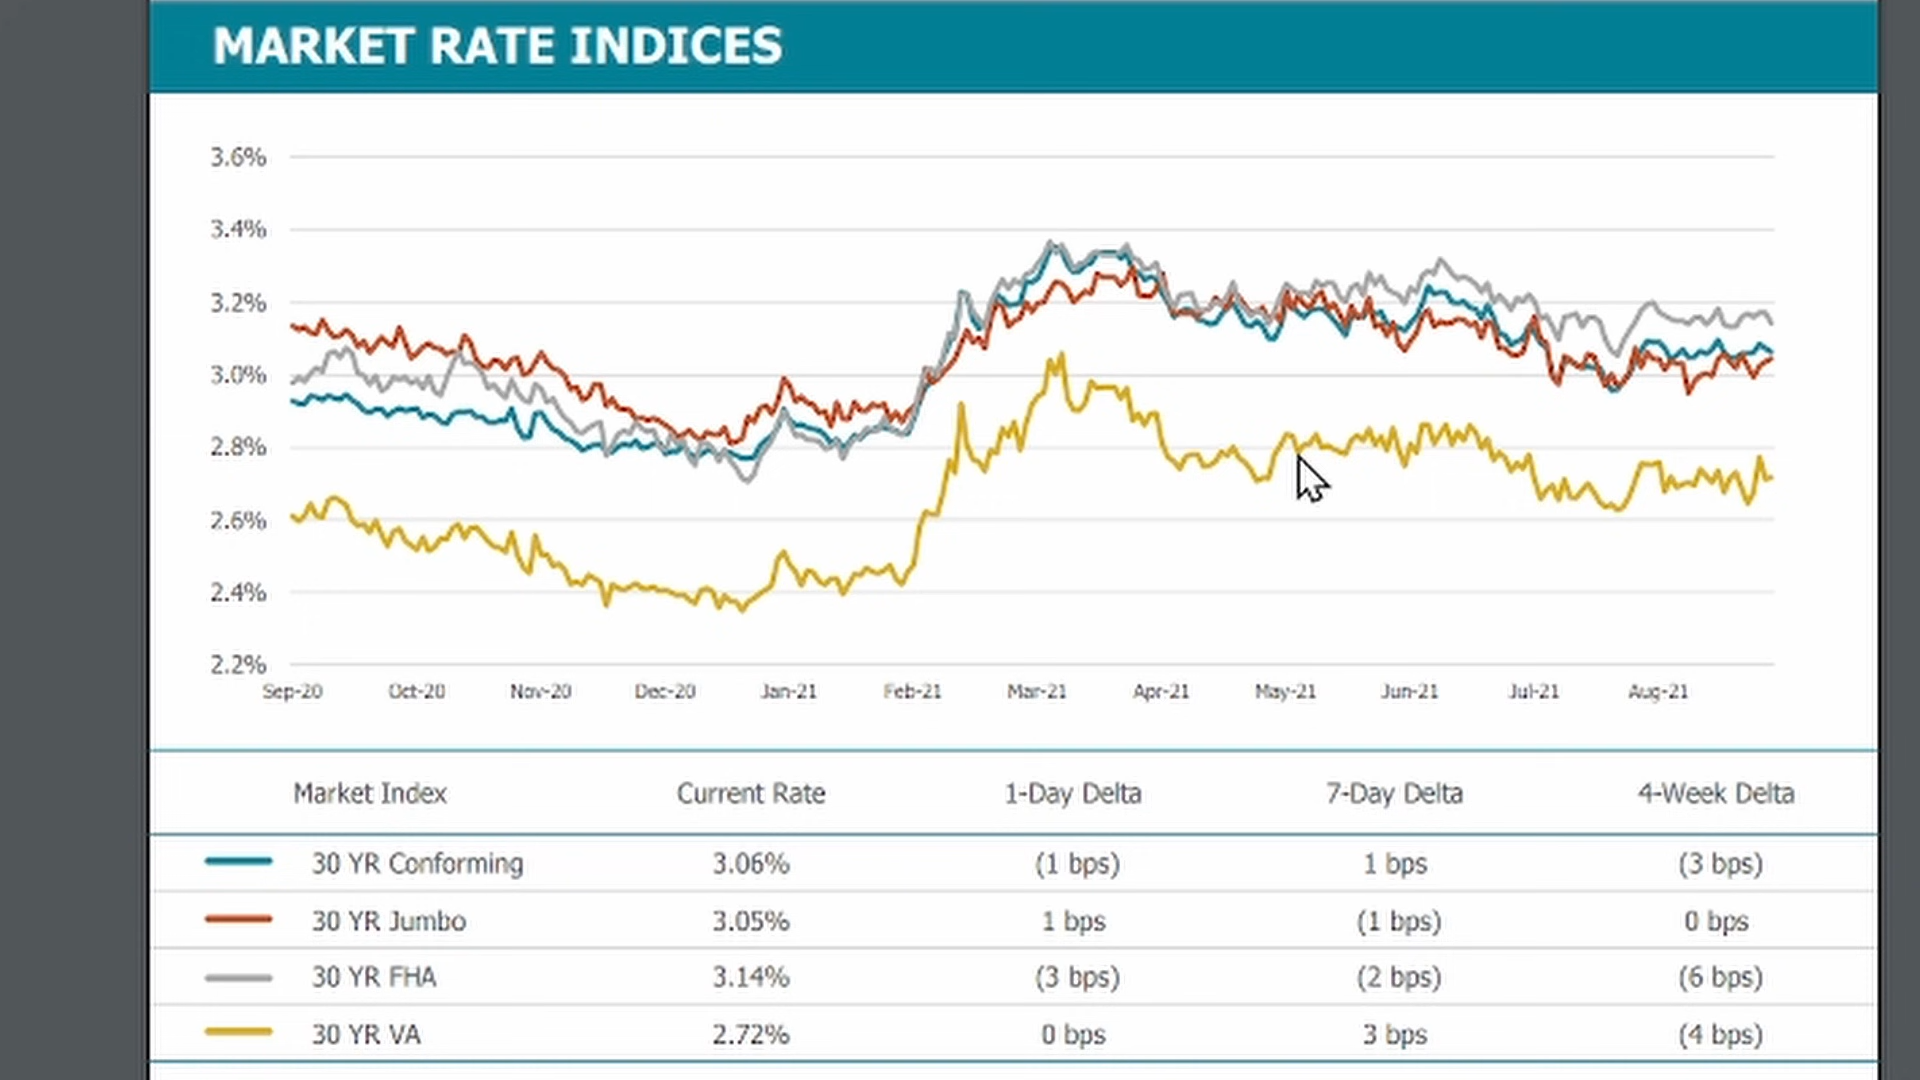 MARKET RATE INDICES
3.6%
3.4%
3.2%
3.0%
2.8%
2.6%
2.4%
2.2%
Sep-20 Oct-20 Nov-20 Dec-20 Jan-21 Feb-21 Mar-21 Apr-21 May-21 Jun-21 Jul-21 Aug-21
Market Index Current Rate 1-Day Delta 7-Day Delta 4-Week Delta
30 YR Conforming 3.06% (1 bps) 1 bps (3 bps)
30 YR Jumbo 3.05% 1 bps (1 bps) 0 bps
30 YR FHA 3.14% (3 bps) (2 bps) (6 bps)
30 YR VA 2.72% 0 bps 3 bps (4 bps)